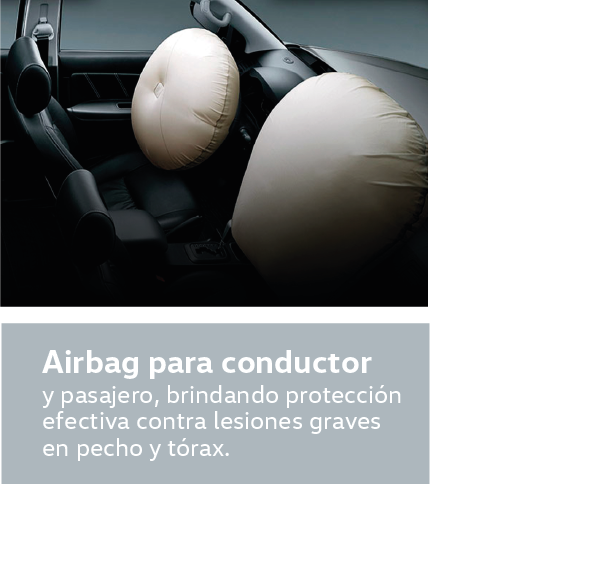 Airbag para conductor
y pasajero, brindando protección
efectiva contra lesiones graves
en pecho y tórax.